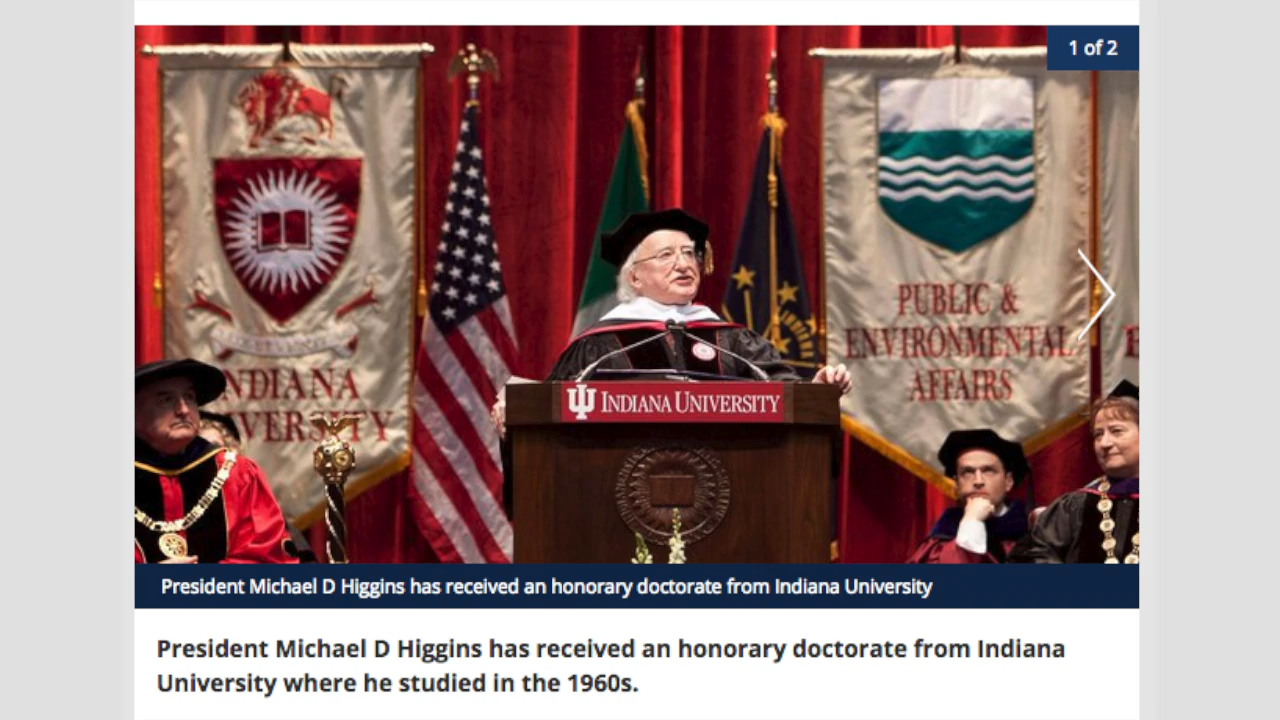 1 of 2
INDIANA
UNIVERSITY
PUBLIC &
ENVIRONMENTAL
AFFAIRS
INDIANA UNIVERSITY
President Michael D Higgins has received an honorary doctorate from Indiana University
President Michael D Higgins has received an honorary doctorate from Indiana
University where he studied in the 1960s.